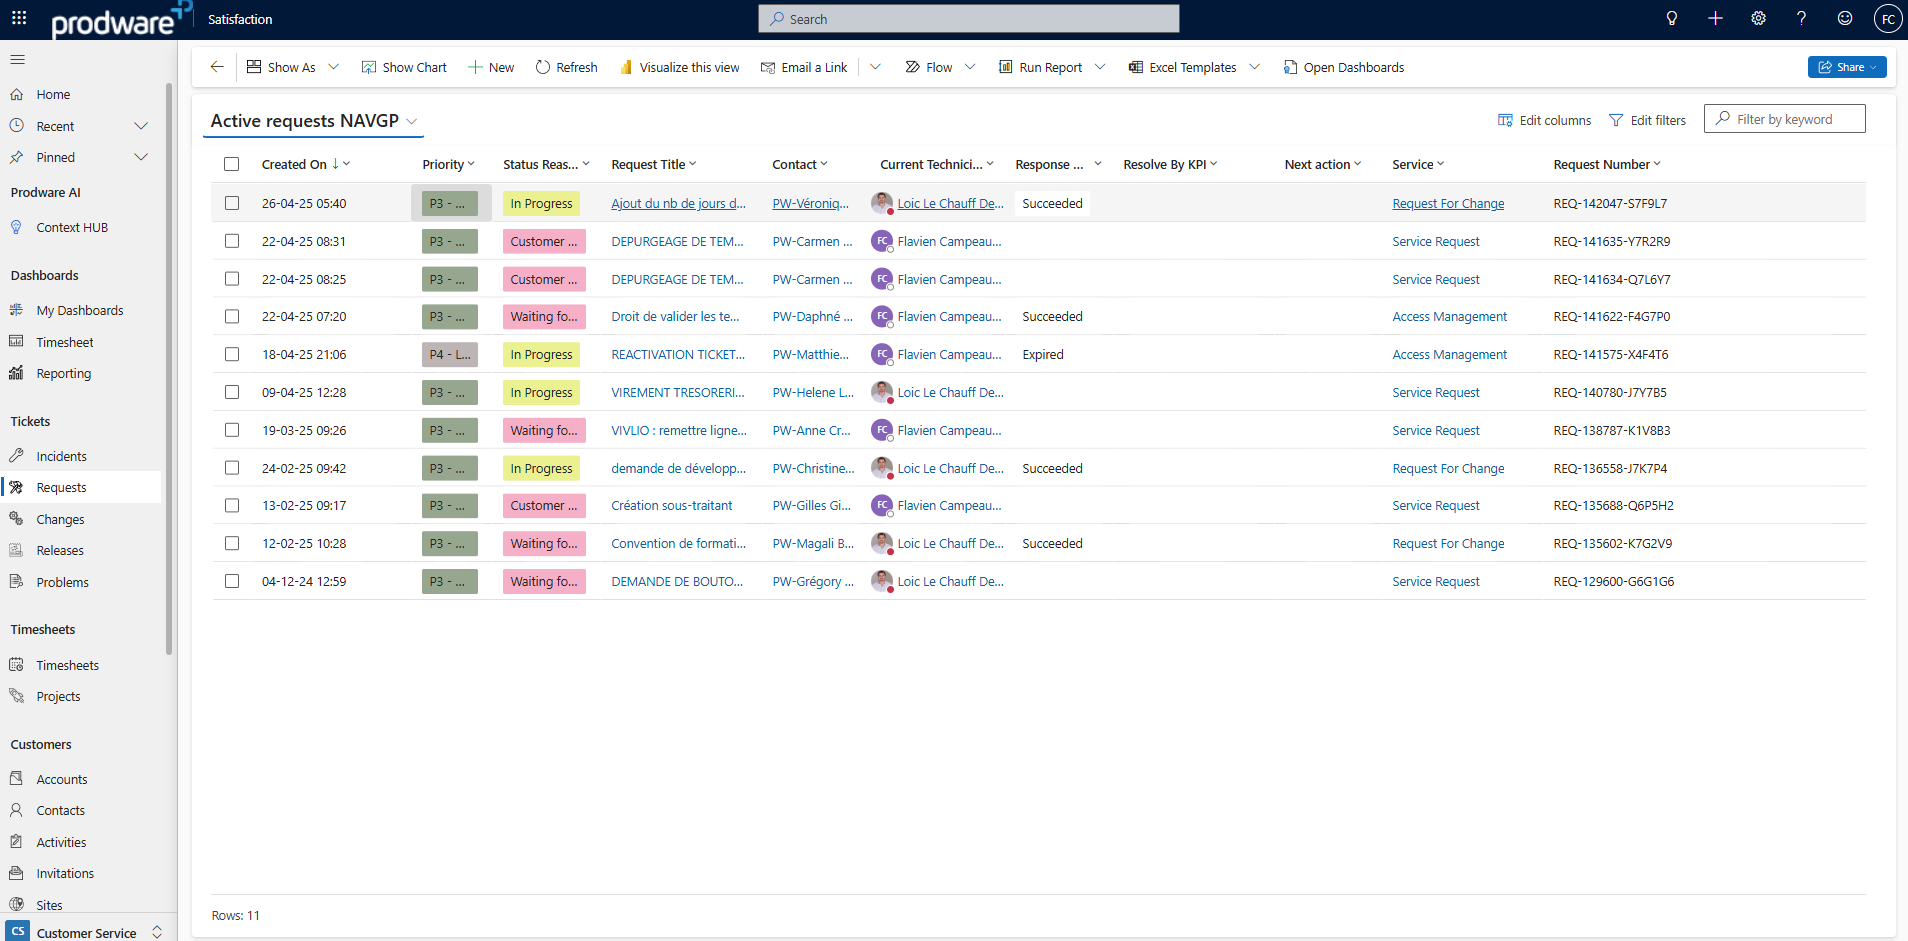 prodware
Satisfaction
Search
FC
Show As
Show Chart
New
Refresh
Visualize this view
Email a Link
Flow
Run Report
Excel Templates
Open Dashboards
Share
Home
Recent
Pinned
Prodware AI
Context HUB
Dashboards
My Dashboards
Timesheet
Reporting
Tickets
Incidents
Requests
Changes
Releases
Problems
Timesheets
Timesheets
Projects
Customers
Accounts
Contacts
Activities
Invitations
Sites
CS Customer Service
Active requests NAVGP
Edit columns
Edit filters
Filter by keyword
Created On Priority Status Reas... Request Title Contact Current Technici... Response ... Resolve By KPI Next action Service Request Number
26-04-25 05:40 P3 - ... In Progress Ajout du nb de jours d... PW-Véroniq... Loic Le Chauff De... Succeeded Request For Change REQ-142047-S7F9L7
22-04-25 08:31 P3 - ... Customer ... DEPURGEAGE DE TEM... PW-Carmen ... FC Flavien Campeau... Service Request REQ-141635-Y7R2R9
22-04-25 08:25 P3 - ... Customer ... DEPURGEAGE DE TEM... PW-Carmen ... FC Flavien Campeau... Service Request REQ-141634-Q7L6Y7
22-04-25 07:20 P3 - ... Waiting fo... Droit de valider les te... PW-Daphné ... FC Flavien Campeau... Succeeded Access Management REQ-141622-F4G7P0
18-04-25 21:06 P4 - L... In Progress REACTIVATION TICKET... PW-Matthie... FC Flavien Campeau... Expired Access Management REQ-141575-X4F4T6
09-04-25 12:28 P3 - ... In Progress VIREMENT TRESORERI... PW-Helene L... Loic Le Chauff De... Service Request REQ-140780-J7Y7B5
19-03-25 09:26 P3 - ... Waiting fo... VIVLIO : remettre ligne... PW-Anne Cr... FC Flavien Campeau... Service Request REQ-138787-K1V8B3
24-02-25 09:42 P3 - ... In Progress demande de développ... PW-Christine... Loic Le Chauff De... Succeeded Request For Change REQ-136558-J7K7P4
13-02-25 09:17 P3 - ... Customer ... Création sous-traitant PW-Gilles Gi... FC Flavien Campeau... Service Request REQ-135688-Q6P5H2
12-02-25 10:28 P3 - ... Waiting fo... Convention de formati... PW-Magali B... Loic Le Chauff De... Succeeded Request For Change REQ-135602-K7G2V9
04-12-24 12:59 P3 - ... Waiting fo... DEMANDE DE BOUTO... PW-Grégory ... Loic Le Chauff De... Service Request REQ-129600-G6G1G6
Rows: 11